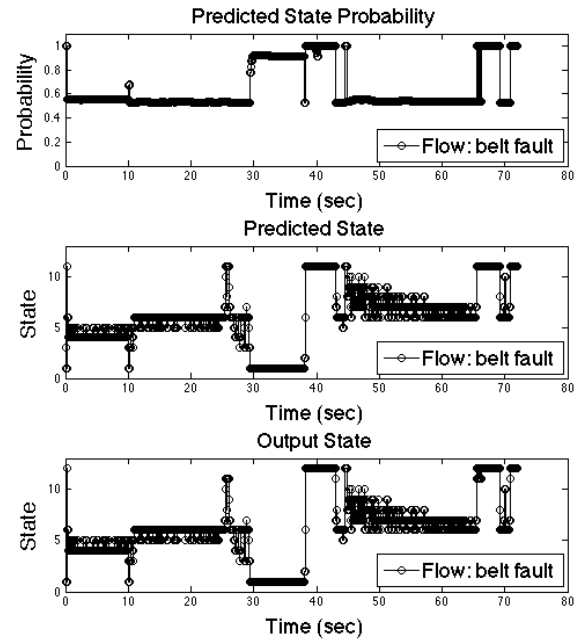 Predicted State Probability
1
0.8
0.6
0.4
0.2
0
Probability
0 10 20 30 40 50 60 70 80
Flow: belt fault
Time (sec)
Predicted State
10
5
0
State
0 10 20 30 40 50 60 70 80
Flow: belt fault
Time (sec)
Output State
10
5
0
State
0 10 20 30 40 50 60 70 80
Flow: belt fault
Time (sec)